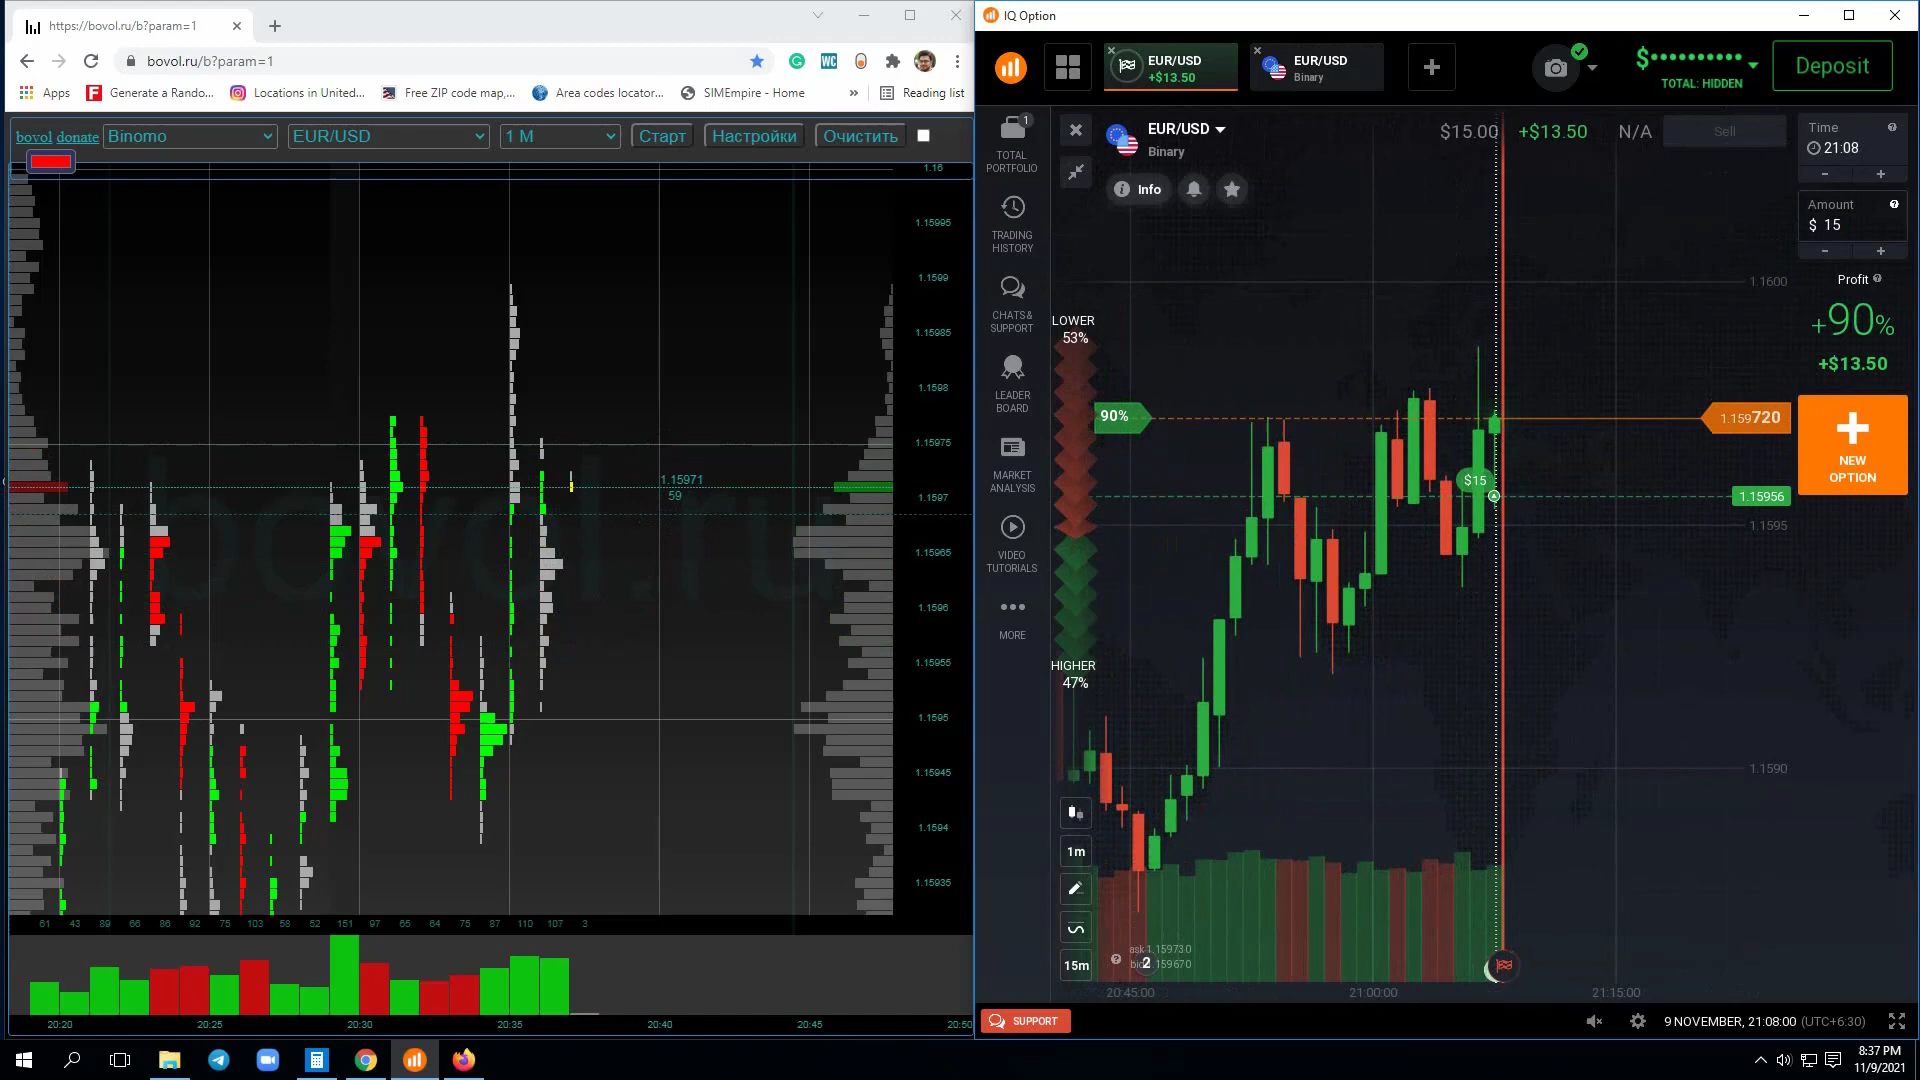 https://bovol.ru/b?param=1
IQ Option
bovol.ru/b?param=1
Apps
Generate a Rando...
Locations in United...
Free ZIP code map,...
Area codes locator...
SIMEmpire - Home
»
Reading list
bovol donate
Binomo
EUR/USD
1 M
Старт
Настройки
Очистить
1.16
1.15995
1.1599
1.15985
1.1598
1.15975
1.1597
1.15965
1.1596
1.15955
1.1595
1.15945
1.1594
1.15935
1.15971
59
bovol.ru
61 43 89 66 86 92 75 103 58 52 151 97 65 64 75 87 110 107 3
20:20 20:25 20:30 20:35 20:40 20:45 20:50
EUR/USD
+$13.50
EUR/USD
Binary
TOTAL: HIDDEN
Deposit
1
TOTAL
PORTFOLIO
TRADING
HISTORY
CHATS &
SUPPORT
LEADER
BOARD
MARKET
ANALYSIS
VIDEO
TUTORIALS
MORE
EUR/USD
Binary
Info
$15.00 +$13.50 N/A Sell
Time
21:08
- +
Amount
$ 15
- +
Profit
+90%
+$13.50
NEW
OPTION
LOWER
53%
90%
HIGHER
47%
$15
1.1600
1.159720
1.15956
1.1595
1.1590
1m
15m
ask 1.159730
bid 1.159670
2
20:45:00 21:00:00 21:15:00
SUPPORT
9 NOVEMBER, 21:08:00 (UTC+6:30)
WC
8:37 PM
11/9/2021